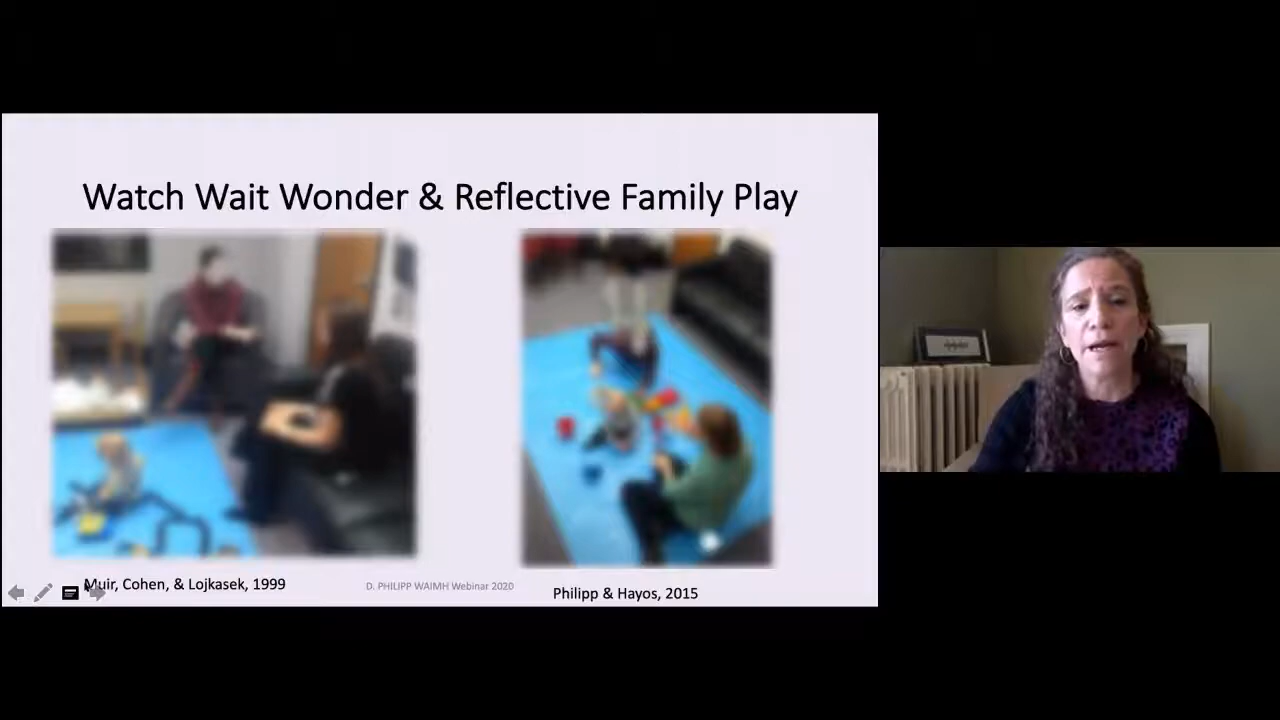 Watch Wait Wonder & Reflective Family Play
Muir, Cohen, & Lojkasek, 1999
D. PHILIPP WAIMH Webinar 2020
Philipp & Hayos, 2015